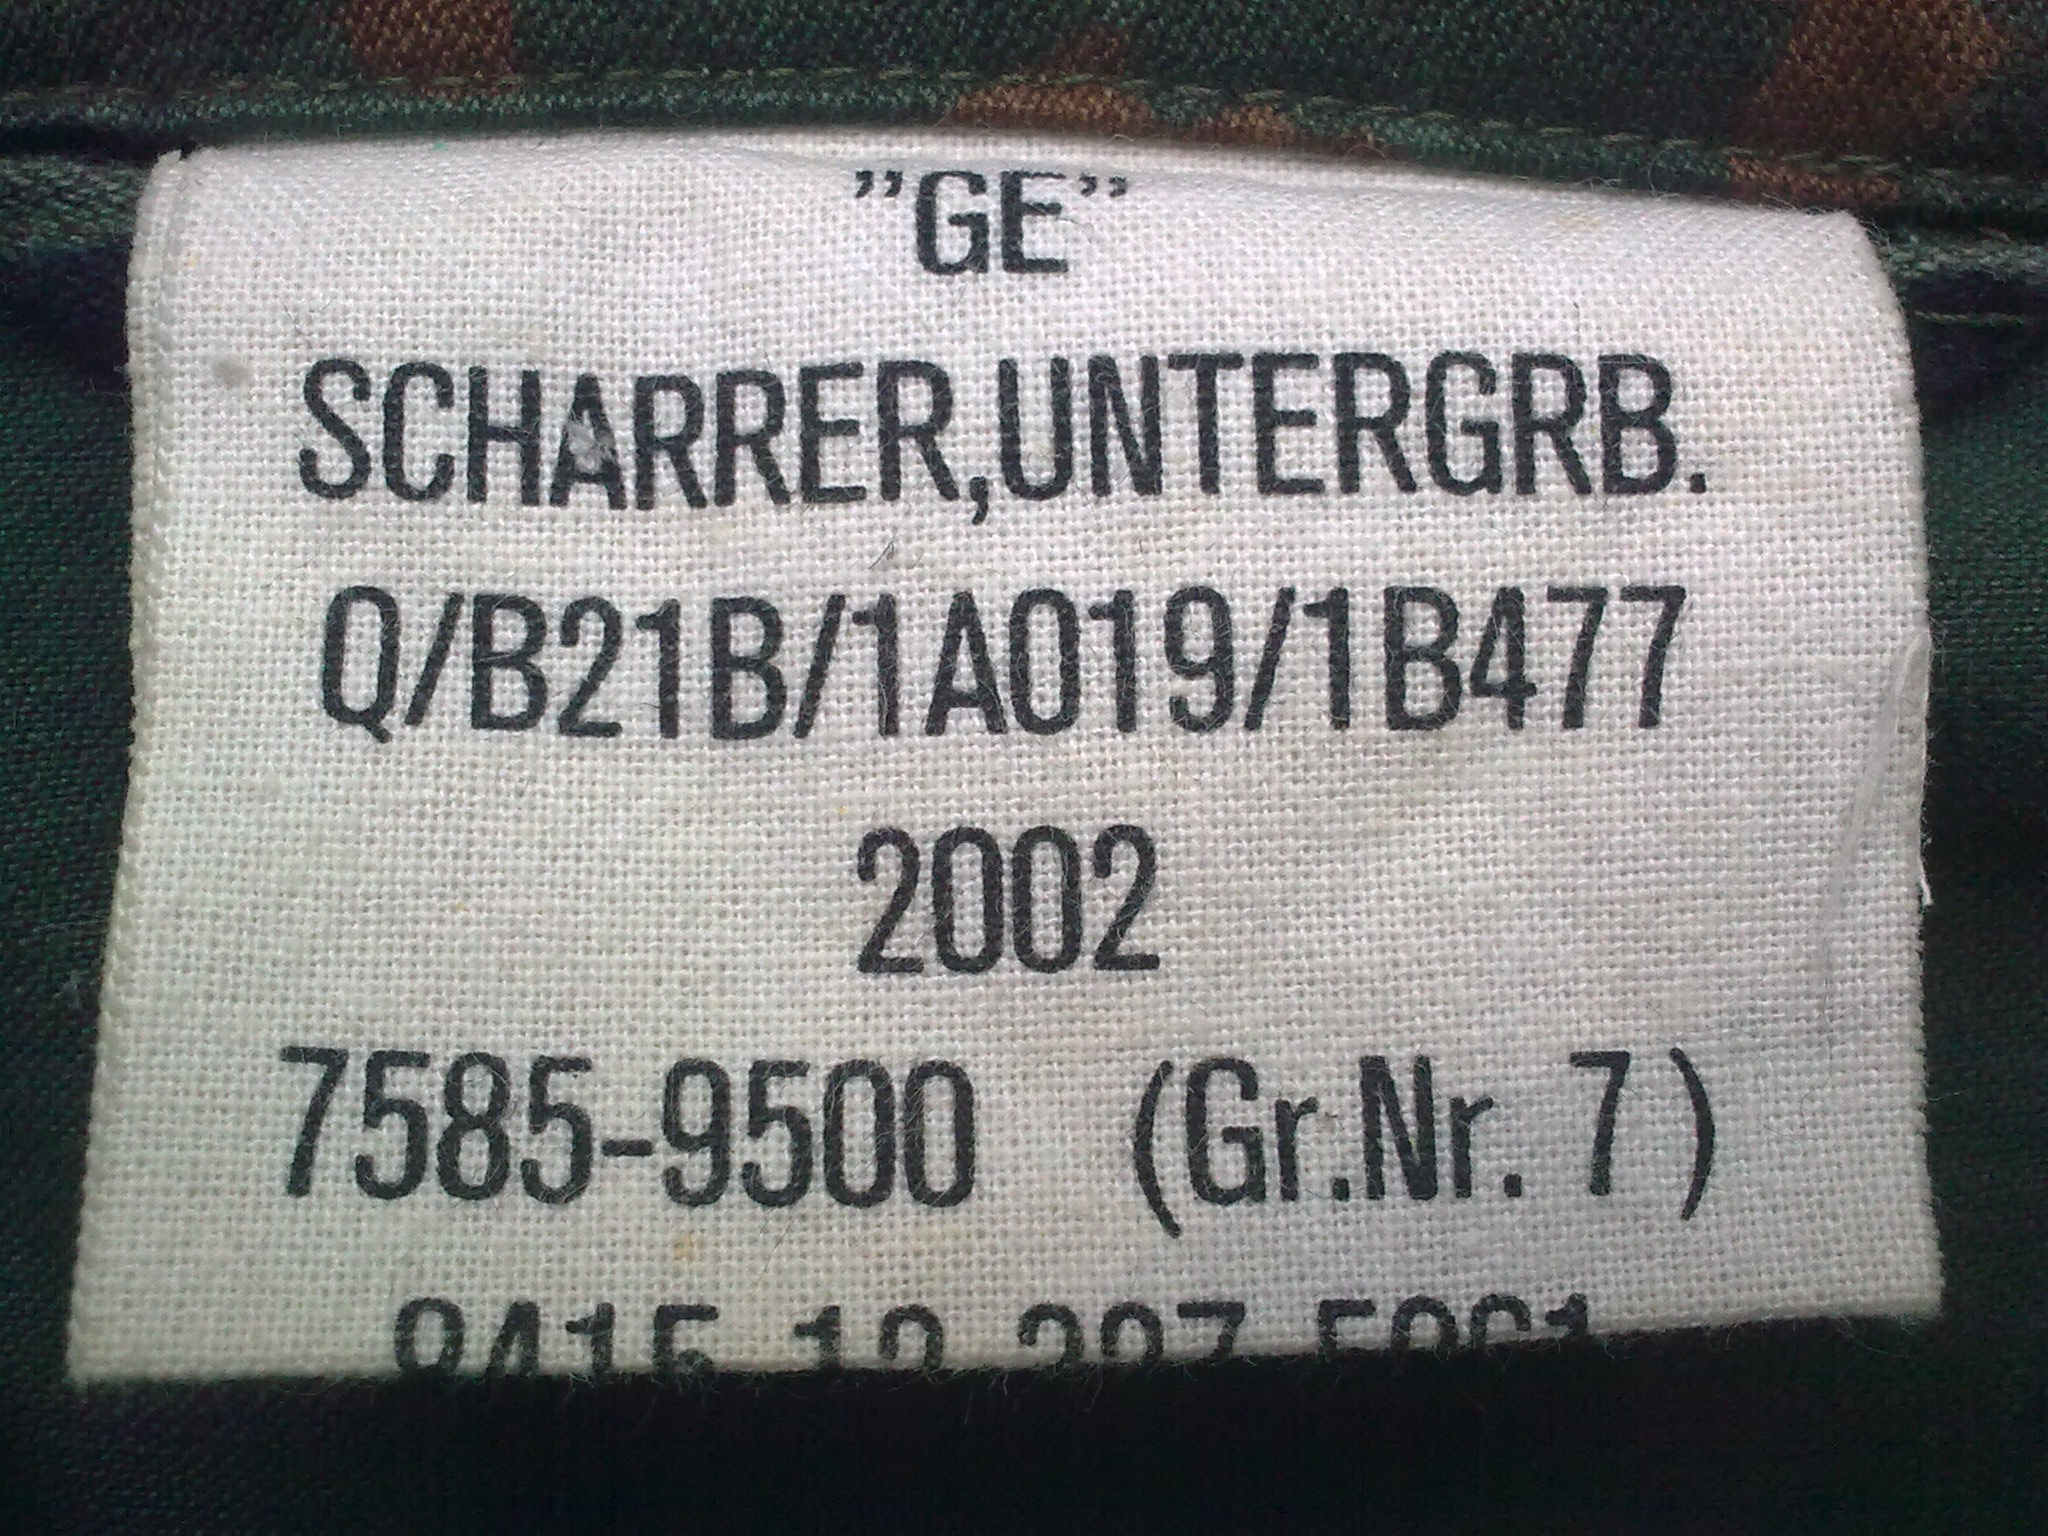 ”GE”
SCHARRER,UNTERGRB.
Q/B21B/1A019/1B477
2002
7585-9500 (Gr.Nr. 7)